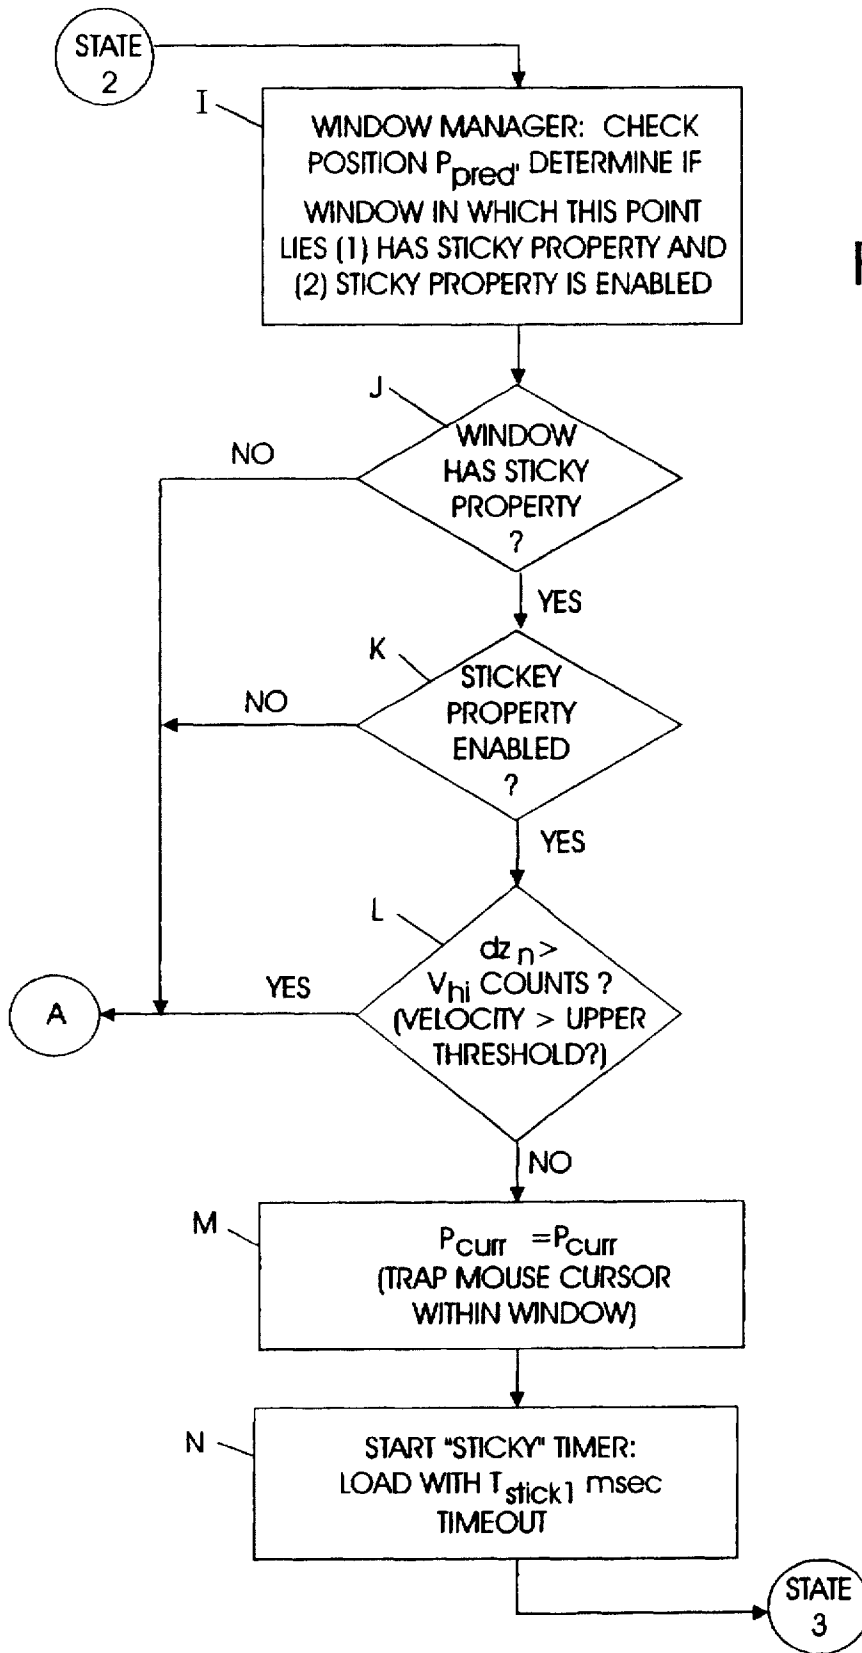 STATE
2
I
WINDOW MANAGER: CHECK
POSITION Ppred, DETERMINE IF
WINDOW IN WHICH THIS POINT
LIES (1) HAS STICKY PROPERTY AND
(2) STICKY PROPERTY IS ENABLED
J
WINDOW
HAS STICKY
PROPERTY
?
NO
YES
K
STICKEY
PROPERTY
ENABLED
?
NO
YES
L
dzn >
Vhi COUNTS ?
(VELOCITY > UPPER
THRESHOLD?)
YES
A
NO
M
Pcurr =Pcurr
(TRAP MOUSE CURSOR
WITHIN WINDOW)
N
START "STICKY" TIMER:
LOAD WITH Tstick1 msec
TIMEOUT
STATE
3